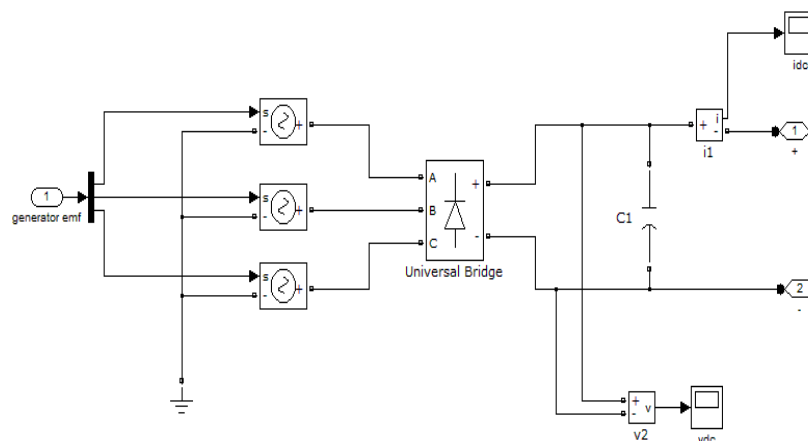 idc
1
+
i
+
-
i1
s
-
+
A
+
1
generator emf
s
-
+
B
C
-
Universal Bridge
C1
s
-
+
2
-
+
-
v
v2
vdc